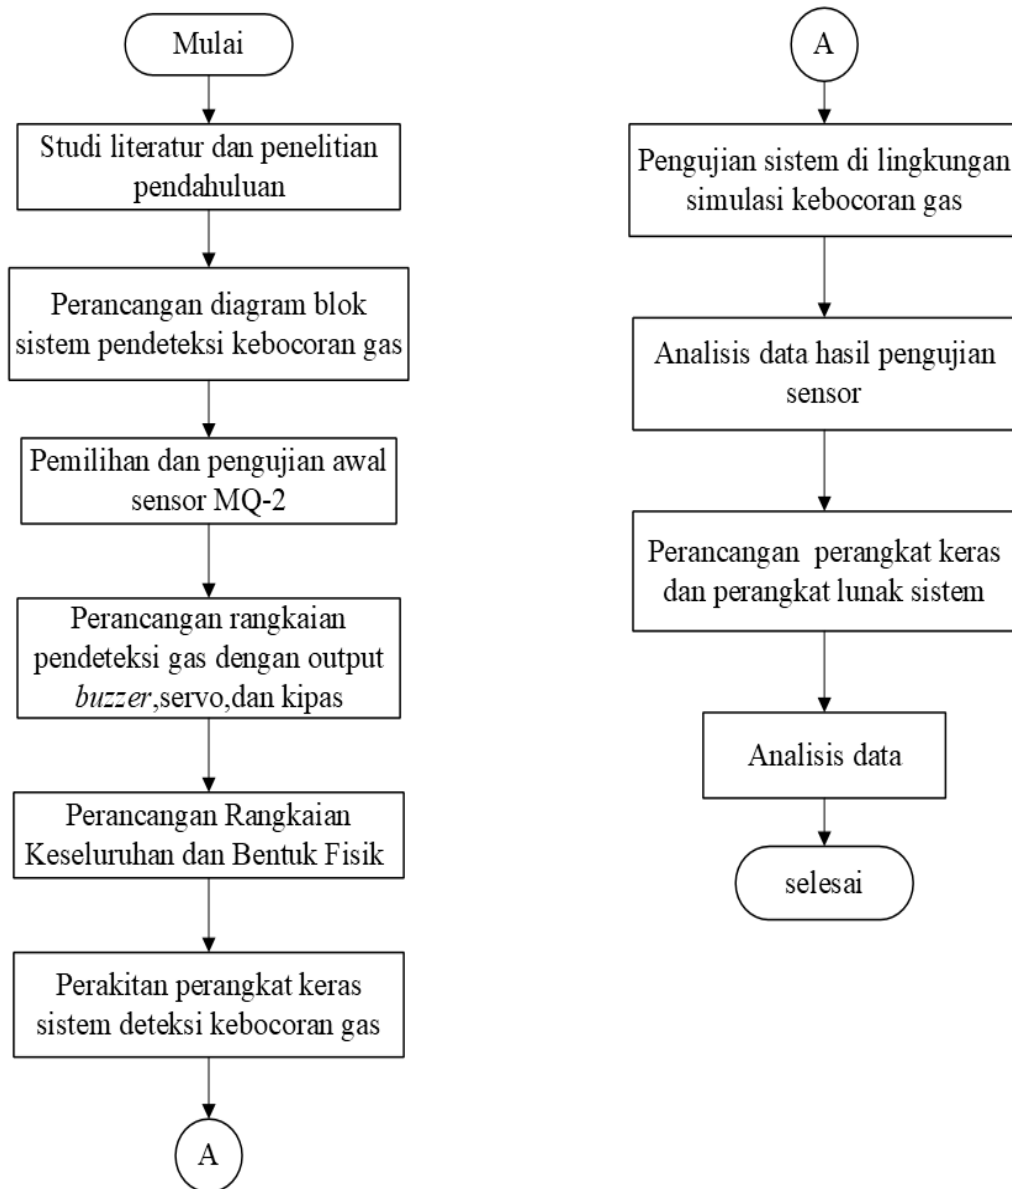 Mulai
Studi literatur dan penelitian
pendahuluan
Perancangan diagram blok
sistem pendeteksi kebocoran gas
Pemilihan dan pengujian awal
sensor MQ-2
Perancangan rangkaian
pendeteksi gas dengan output
buzzer,servo,dan kipas
Perancangan Rangkaian
Keseluruhan dan Bentuk Fisik
Perakitan perangkat keras
sistem deteksi kebocoran gas
A
A
Pengujian sistem di lingkungan
simulasi kebocoran gas
Analisis data hasil pengujian
sensor
Perancangan  perangkat keras
dan perangkat lunak sistem
Analisis data
selesai